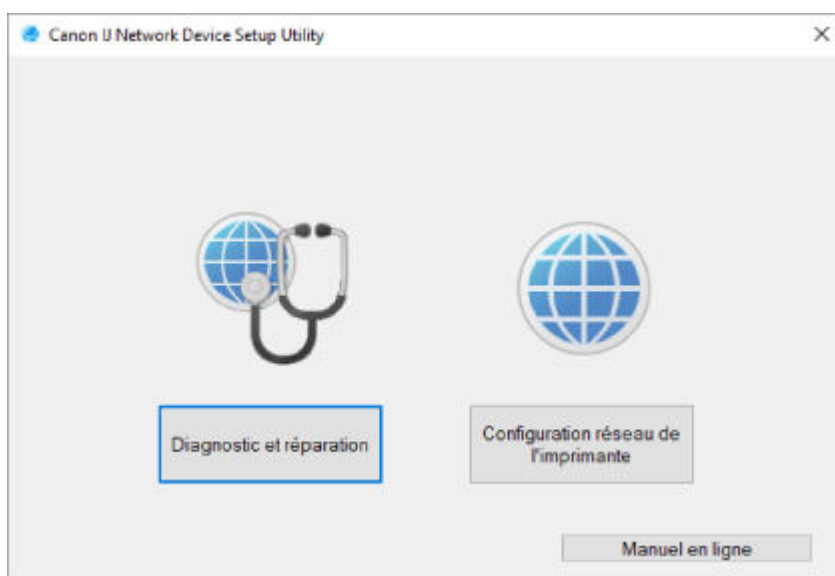 Canon IJ Network Device Setup Utility
Diagnostic et réparation
Configuration réseau de
l'imprimante
Manuel en ligne